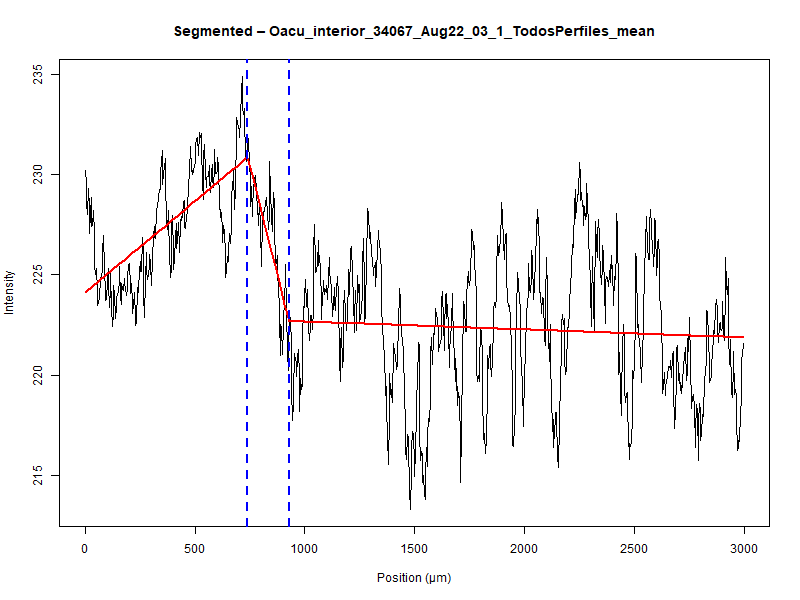 Segmented – Oacu_interior_34067_Aug22_03_1_TodosPerfiles_mean
Intensity
235
230
225
220
215
0 500 1000 1500 2000 2500 3000
Position (µm)